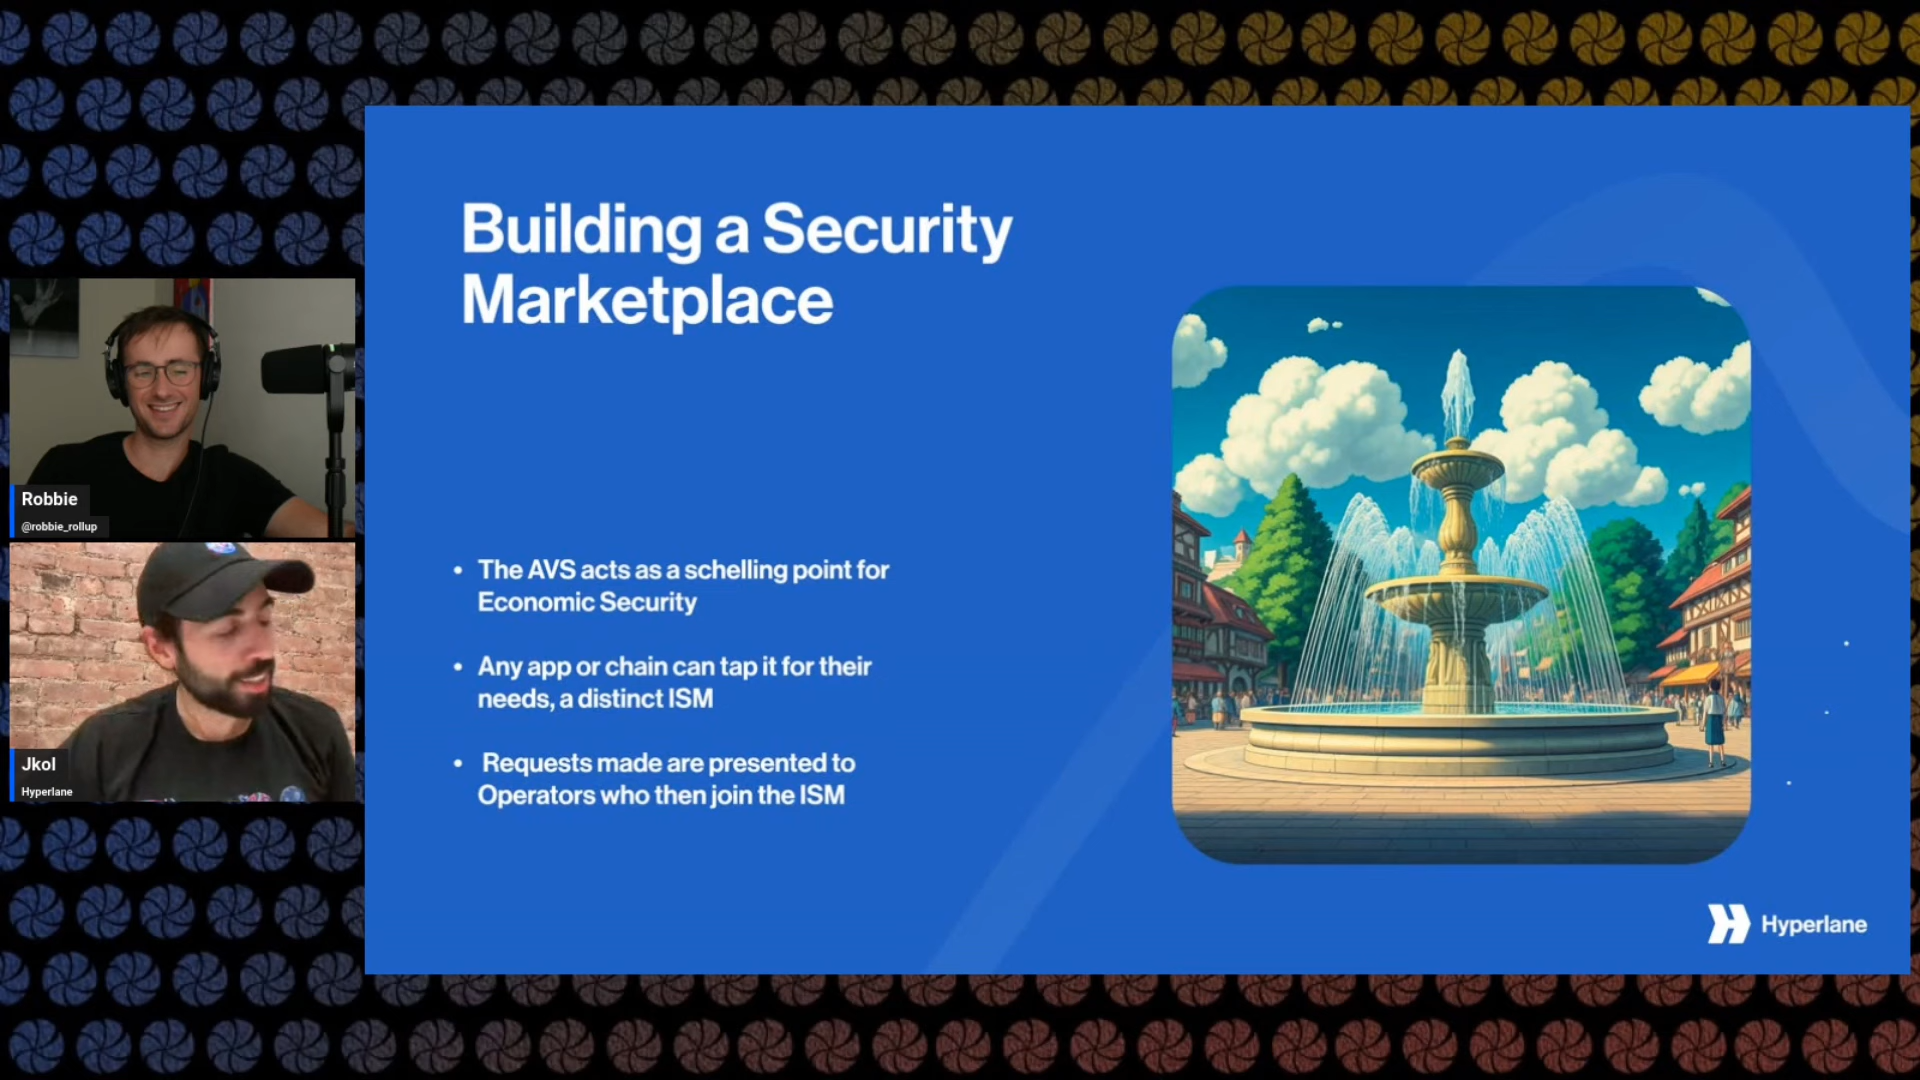 Building a Security
Marketplace
• The AVS acts as a schelling point for
Economic Security
• Any app or chain can tap it for their
needs, a distinct ISM
• Requests made are presented to
Operators who then join the ISM
Hyperlane
Robbie
@robbie_rollup
Jkol
Hyperlane